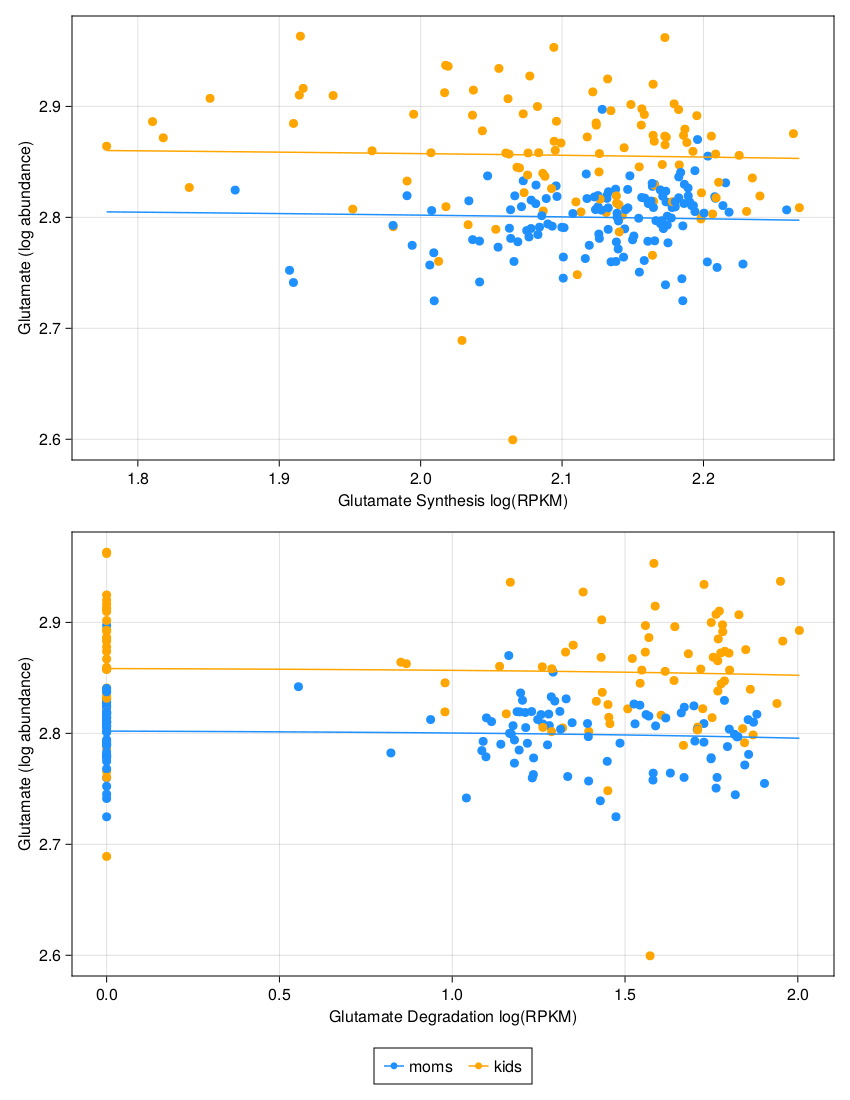 Glutamate (log abundance)
2.9
2.8
2.7
2.6
1.8 1.9 2.0 2.1 2.2
Glutamate Synthesis log(RPKM)
Glutamate (log abundance)
2.9
2.8
2.7
2.6
0.0 0.5 1.0 1.5 2.0
Glutamate Degradation log(RPKM)
moms kids